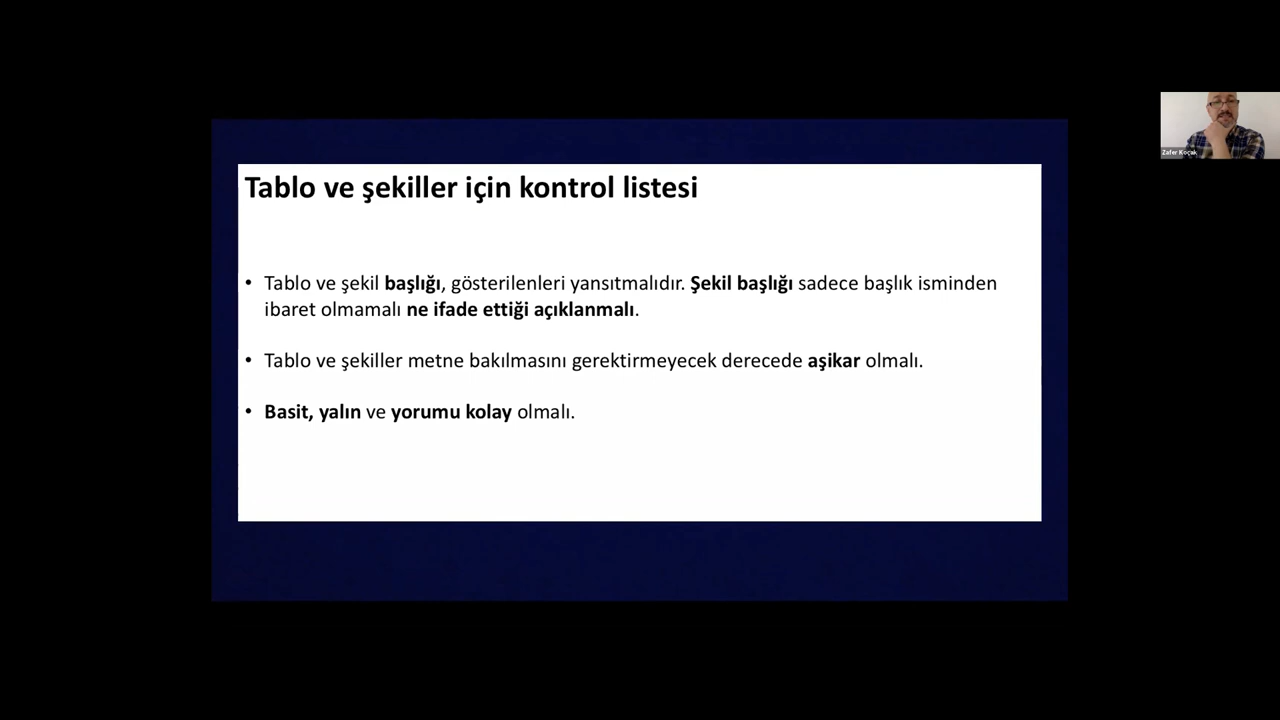 Tablo ve şekiller için kontrol listesi
• Tablo ve şekil başlığı, gösterilenleri yansıtmalıdır. Şekil başlığı sadece başlık isminden
ibaret olmamalı ne ifade ettiği açıklanmalı.
• Tablo ve şekiller metne bakılmasını gerektirmeyecek derecede aşikar olmalı.
• Basit, yalın ve yorumu kolay olmalı.
Zafer Koçak